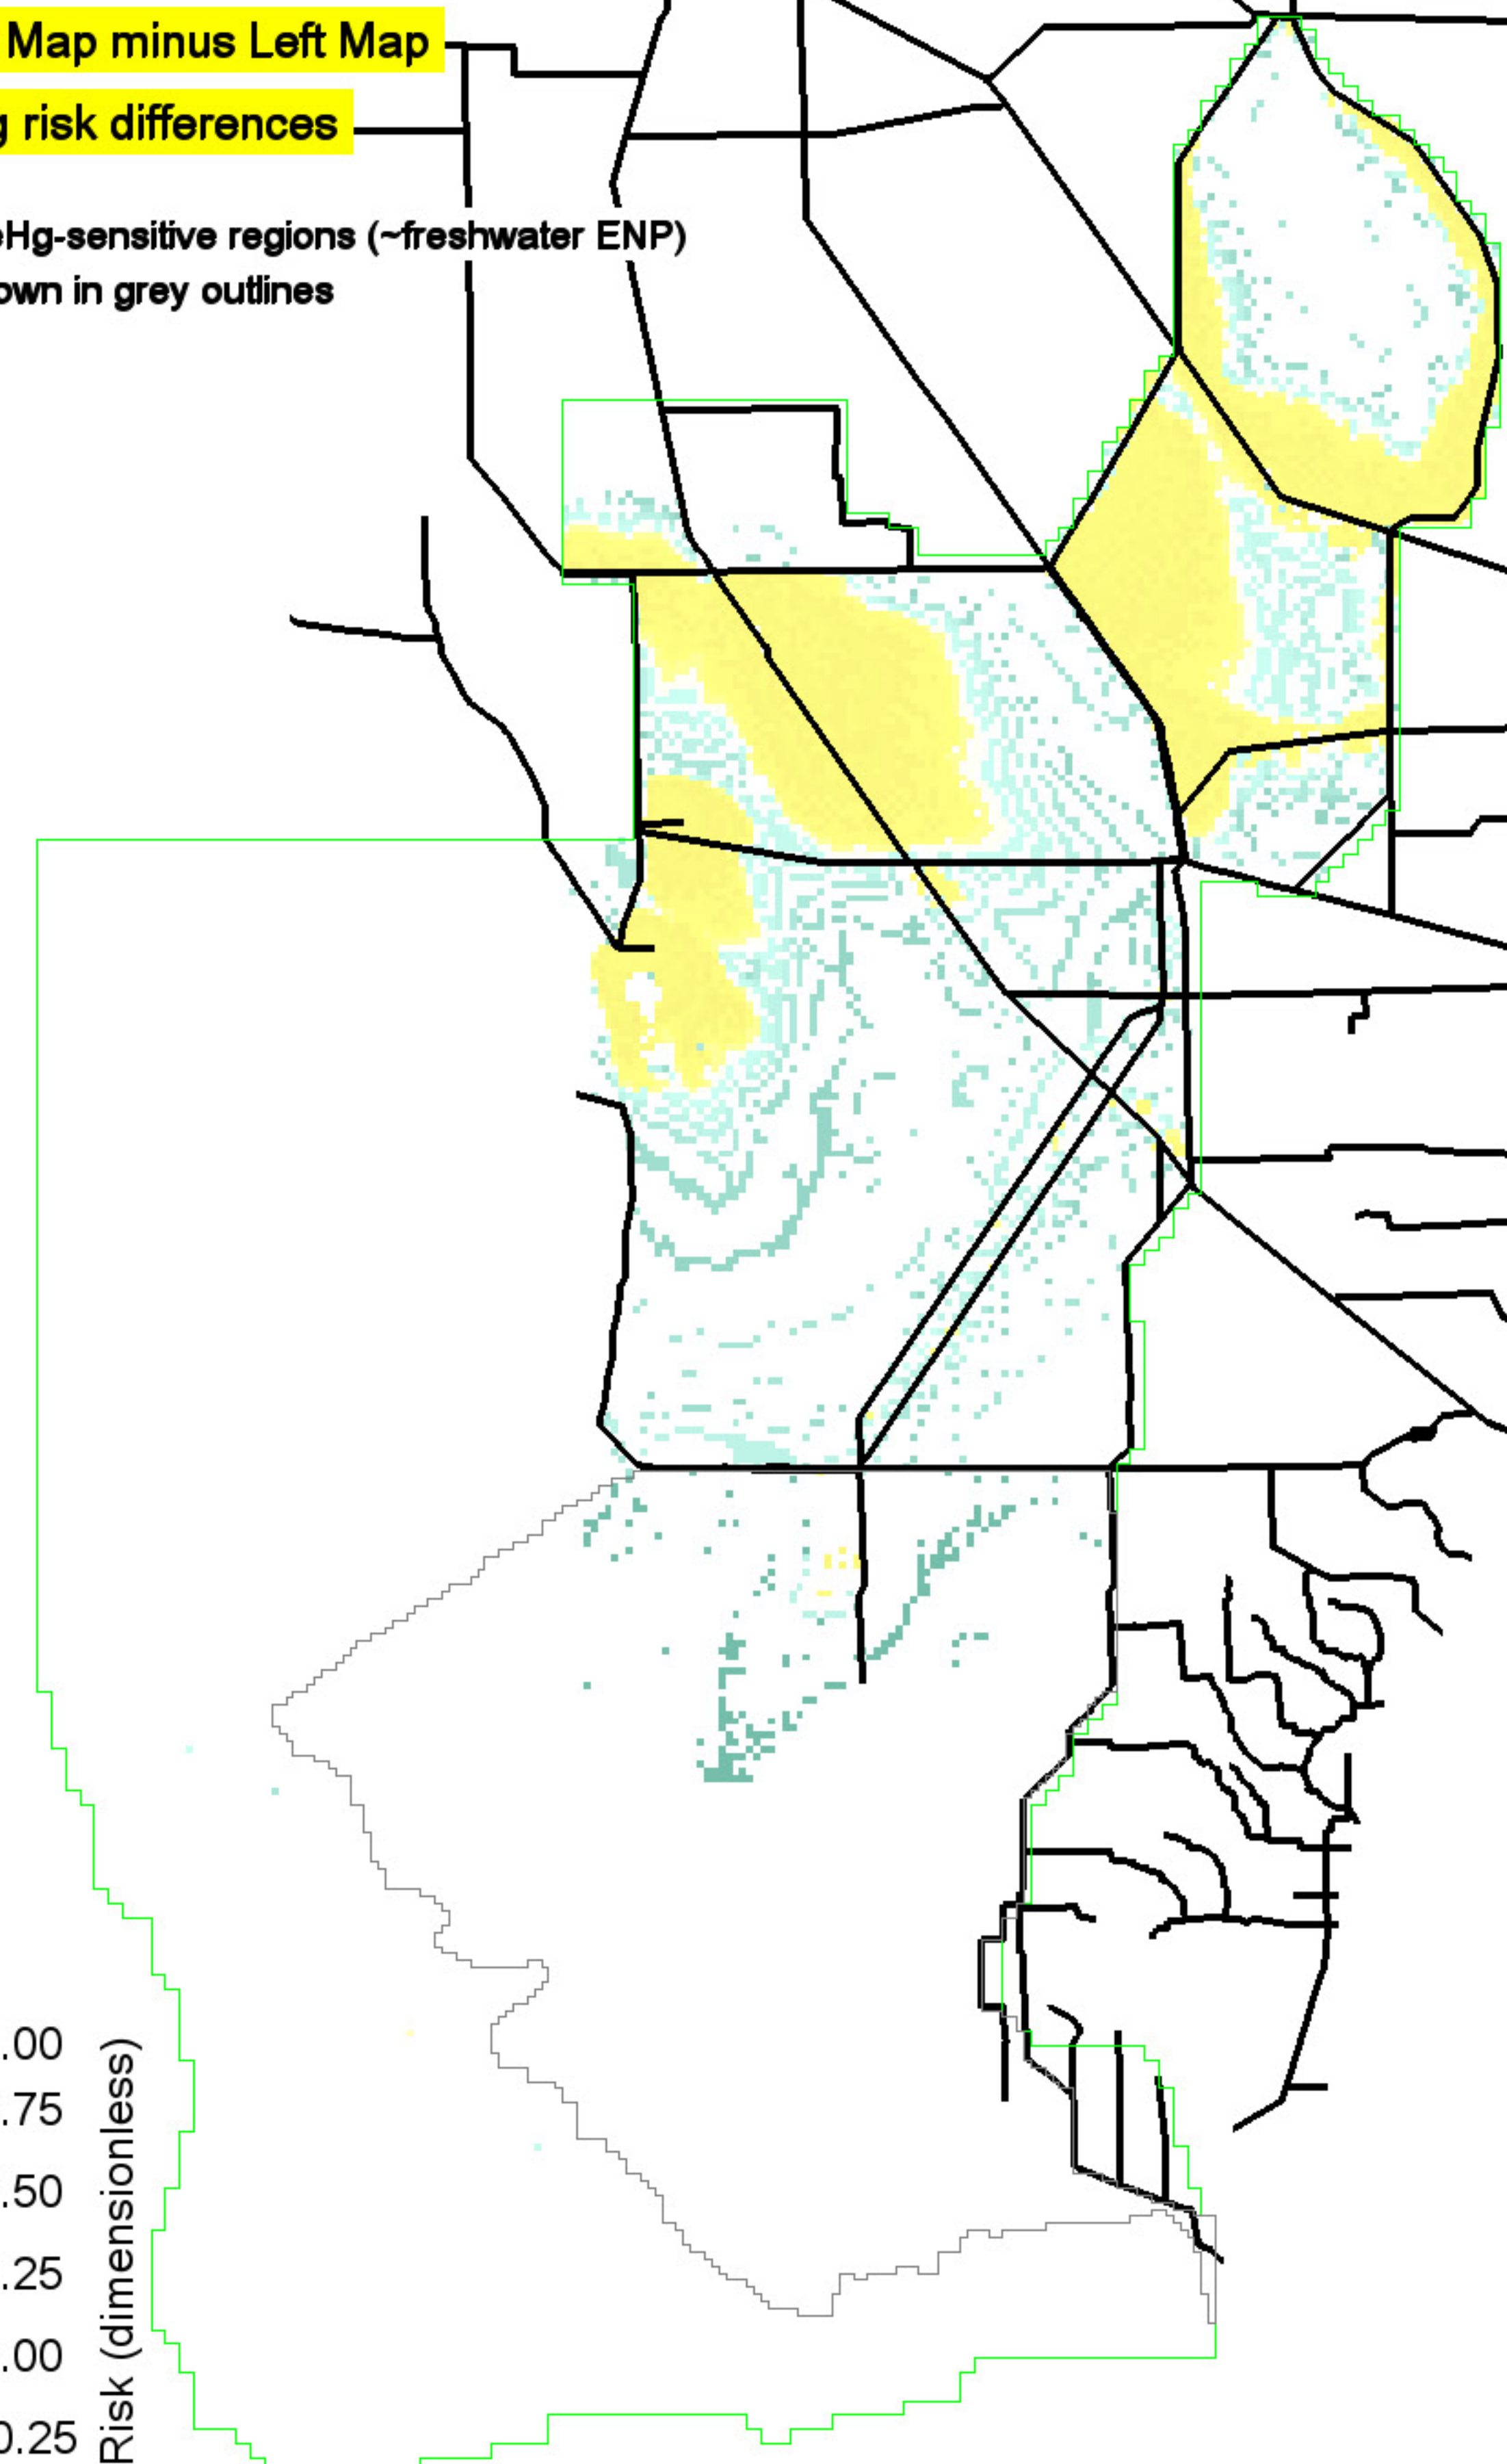 Map minus Left Map
g risk differences
eHg-sensitive regions (~freshwater ENP)
own in grey outlines
.00
.75
.50
.25
.00
0.25
Risk (dimensionless)